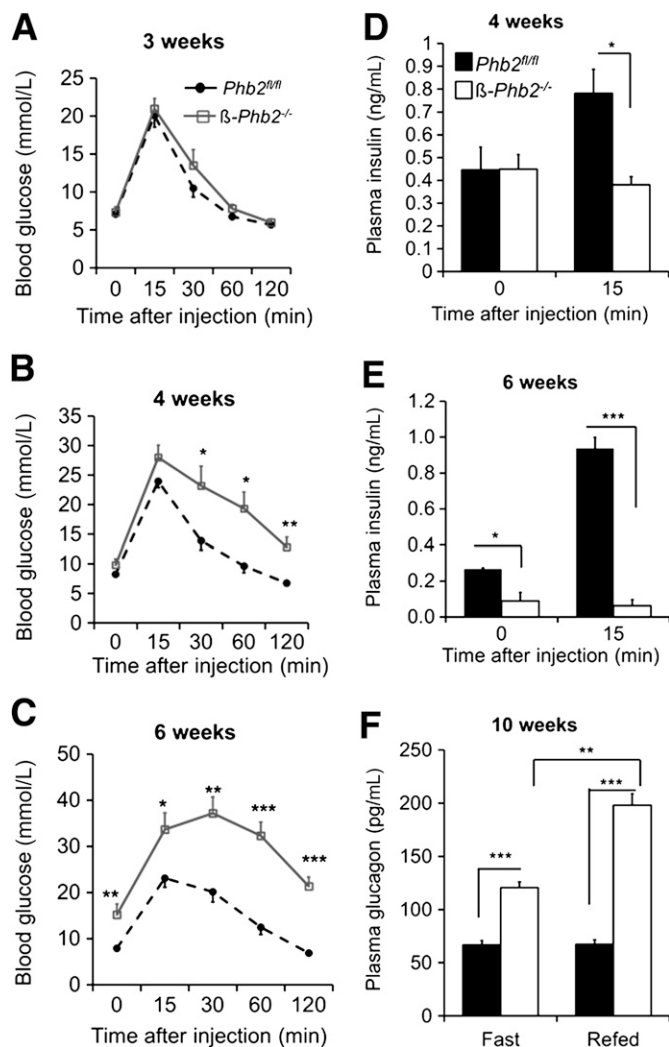 A
3 weeks
Blood glucose (mmol/L)
25
20
15
10
5
0
Phb2fl/fl
ß-Phb2-/-
0 15 30 60 120
Time after injection (min)
B
4 weeks
Blood glucose (mmol/L)
35
30
25
20
15
10
5
0
*
*
**
0 15 30 60 120
Time after injection (min)
C
6 weeks
Blood glucose (mmol/L)
50
40
30
20
10
0
**
*
**
***
***
0 15 30 60 120
Time after injection (min)
D
4 weeks
Plasma insulin (ng/mL)
1
0.9
0.8
0.7
0.6
0.5
0.4
0.3
0.2
0.1
0
Phb2fl/fl
ß-Phb2-/-
*
0 15
Time after injection (min)
E
6 weeks
Plasma insulin (ng/mL)
1.2
1.0
0.8
0.6
0.4
0.2
0.0
*
***
0 15
Time after injection (min)
F
10 weeks
Plasma glucagon (pg/mL)
250
200
150
100
50
0
***
**
***
Fast Refed